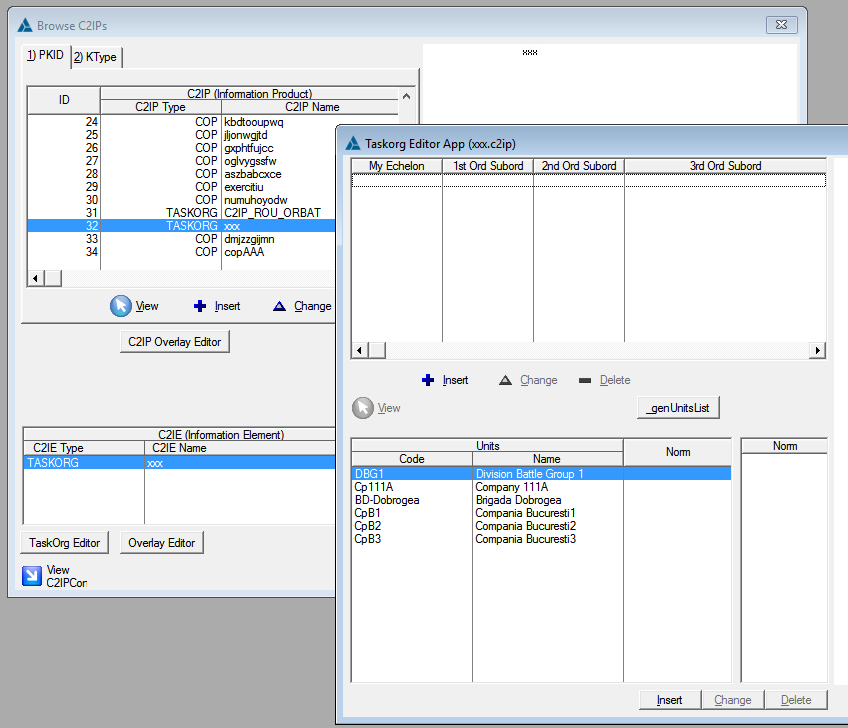 Browse C2IPs
1) PKID 2) KType
xxx
ID C2IP (Information Product)
C2IP Type C2IP Name
24 COP kbdtooupwq
25 COP jljonwgjtd
26 COP gxphtfujcc
27 COP oglvygssfw
28 COP aszbabcxce
29 COP exercitiu
30 COP numuhoyodw
31 TASKORG C2IP_ROU_ORBAT
32 TASKORG xxx
33 COP dmjzzgijmn
34 COP copAAA
View Insert Change
C2IP Overlay Editor
C2IE (Information Element)
C2IE Type C2IE Name
TASKORG xxx
TaskOrg Editor Overlay Editor
View
C2IPCon
Taskorg Editor App (xxx.c2ip)
My Echelon 1st Ord Subord 2nd Ord Subord 3rd Ord Subord
Insert Change Delete
View
_genUnitsList
Units Norm Norm
Code Name
DBG1 Division Battle Group 1
Cp111A Company 111A
BD-Dobrogea Brigada Dobrogea
CpB1 Compania Bucuresti1
CpB2 Compania Bucuresti2
CpB3 Compania Bucuresti3
Insert Change Delete